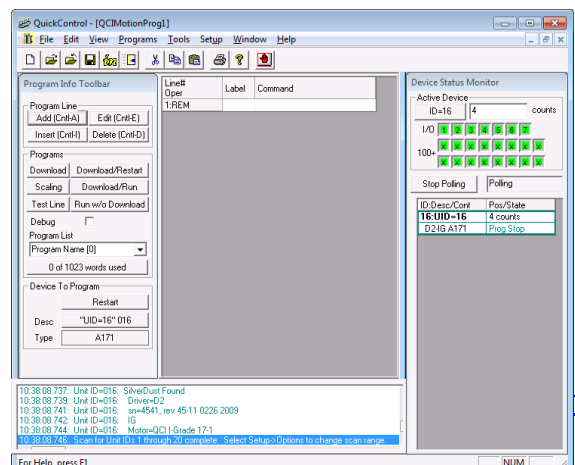 QuickControl - [QCIMotionProg1]
File Edit View Programs Tools Setup Window Help
Program Info Toolbar
Program Line
Add (Cntl-A) Edit (Cntl-E)
Insert (Cntl-I) Delete (Cntl-D)
Programs
Download Download/Restart
Scaling Download/Run
Test Line Run w/o Download
Debug
Program List
Program Name [0]
0 of 1023 words used
Device To Program
Restart
Desc "UID=16" 016
Type A171
Line# Oper Label Command
1:REM
Device Status Monitor
Active Device
ID=16 4 counts
I/O 1 2 3 4 5 6 7
100+ x x x x x x x
x x x x x x x
Stop Polling Polling
ID:Desc/Cont Pos/State
16:UID=16 4 counts
D2-IG A171 Prog Stop
10:38:08.737: Unit ID=016: SilverDust Found
10:38:08.739: Unit ID=016: Driver=D2
10:38:08.741: Unit ID=016: sn=4541, rev 45-11 0226 2009
10:38:08.742: Unit ID=016: IG
10:38:08.744: Unit ID=016: Motor=QCI I-Grade 17-1
10:38:08.746: Scan for Unit IDs 1 through 20 complete. Select Setup->Options to change scan range.
For Help, press F1 NUM